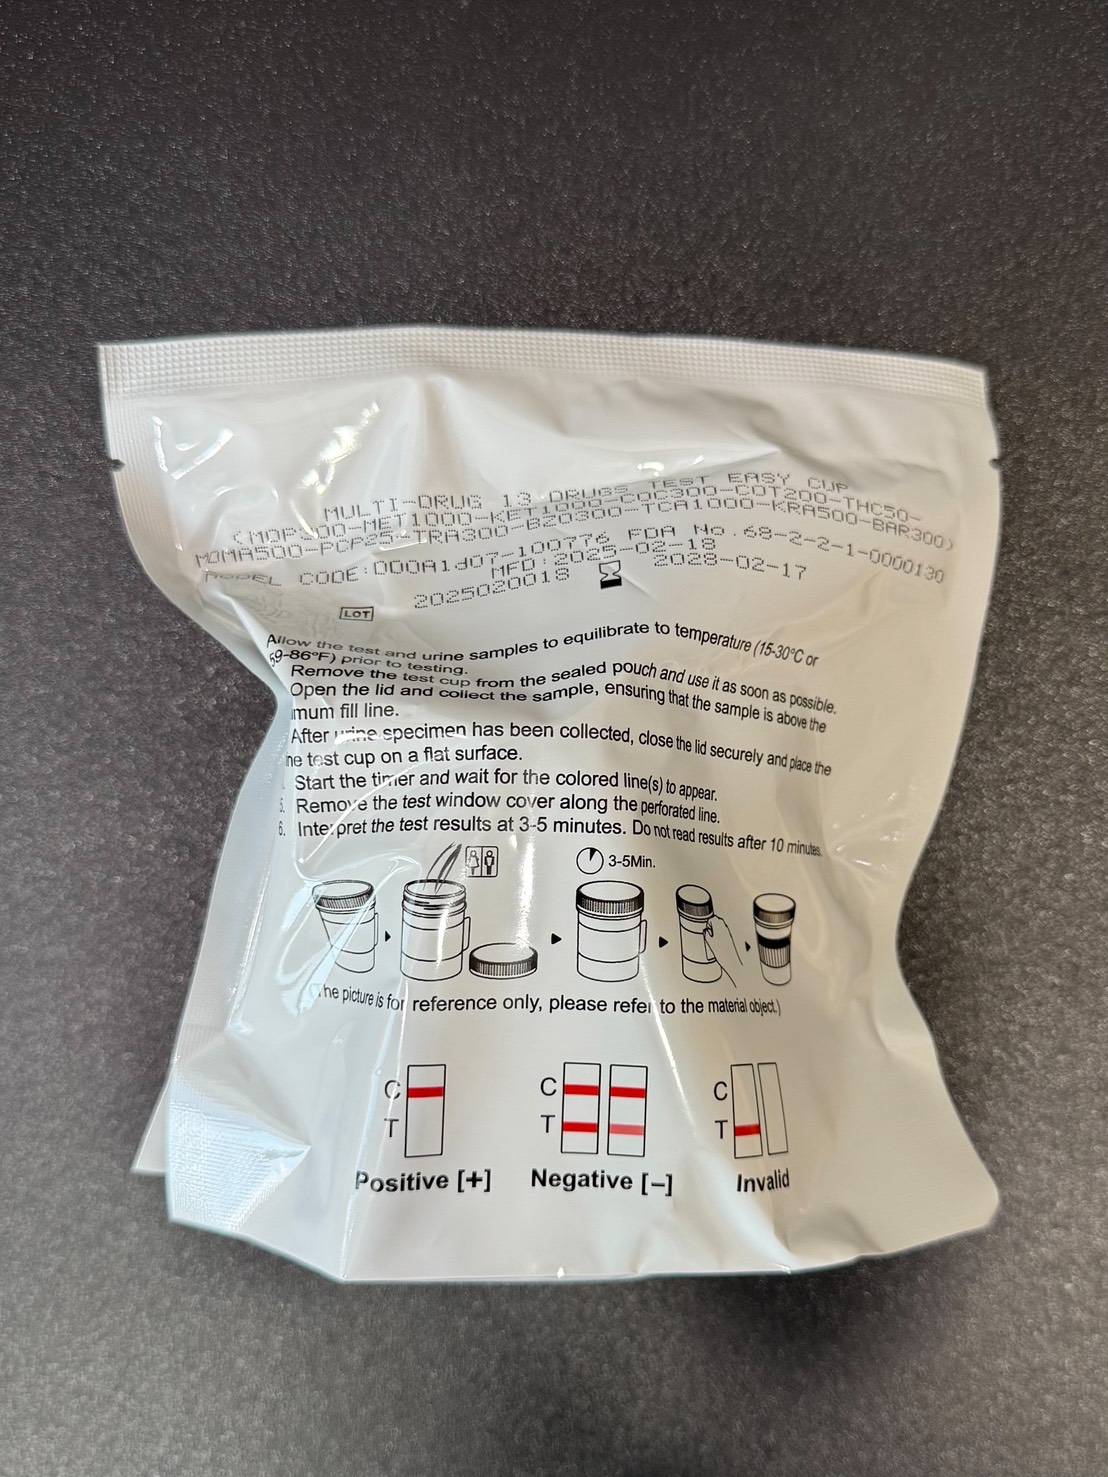 MULTI-DRUG 13 DRUGS TEST EASY CUP
(MOP300-MET1000-KET1000-COC300-COT200-THC50-
MDMA500-PCP25-TRA300-BZO300-TCA1000-KRA500-BAR300)
MODEL CODE: FDA No.68-2-2-1-0000130
MFD:2025-02-18
LOT 2025020018 2028-02-17
Allow the test and urine samples to equilibrate to temperature (15-30°C or
59-86°F) prior to testing.
Remove the test cup from the sealed pouch and use it as soon as possible.
Open the lid and collect the sample, ensuring that the sample is above the
mum fill line.
After urine specimen has been collected, close the lid securely and place the
he test cup on a flat surface.
Start the timer and wait for the colored line(s) to appear.
5. Remove the test window cover along the perforated line.
6. Interpret the test results at 3-5 minutes. Do not read results after 10 minutes.
3-5Min.
(The picture is for reference only, please refer to the material object.)
C C C
T T T
Positive [+] Negative [−] Invalid